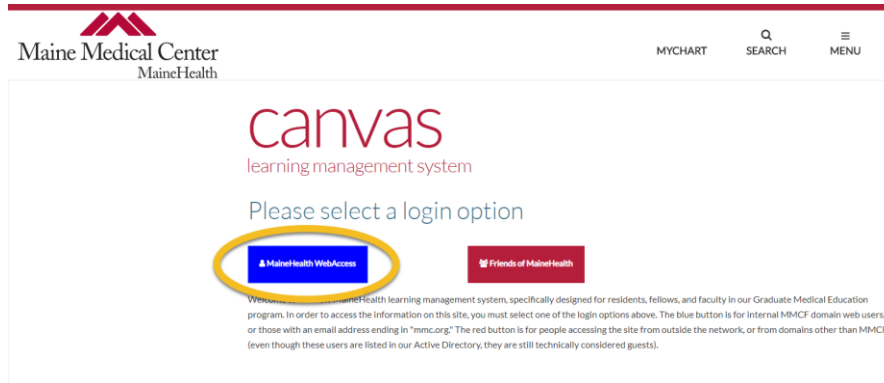 Maine Medical Center
MaineHealth
MYCHART
SEARCH
MENU
canvas
learning management system
Please select a login option
MaineHealth WebAccess
Friends of MaineHealth
MaineHealth learning management system, specifically designed for residents, fellows, and faculty in our Graduate Medical Education
program. In order to access the information on this site, you must select one of the login options above. The blue button is for internal MMCF domain web users,
or those with an email address ending in "mmc.org." The red button is for people accessing the site from outside the network, or from domains other than MMCF
(even though these users are listed in our Active Directory, they are still technically considered guests).